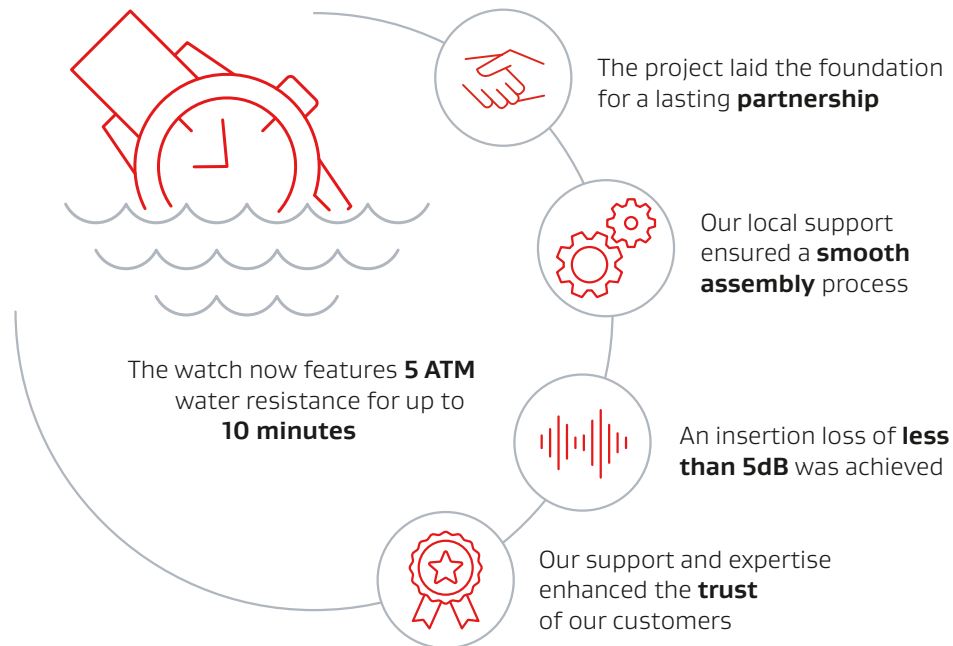 The project laid the foundation
for a lasting partnership
Our local support
ensured a smooth
assembly process
The watch now features 5 ATM
water resistance for up to
10 minutes
An insertion loss of less
than 5dB was achieved
Our support and expertise
enhanced the trust
of our customers